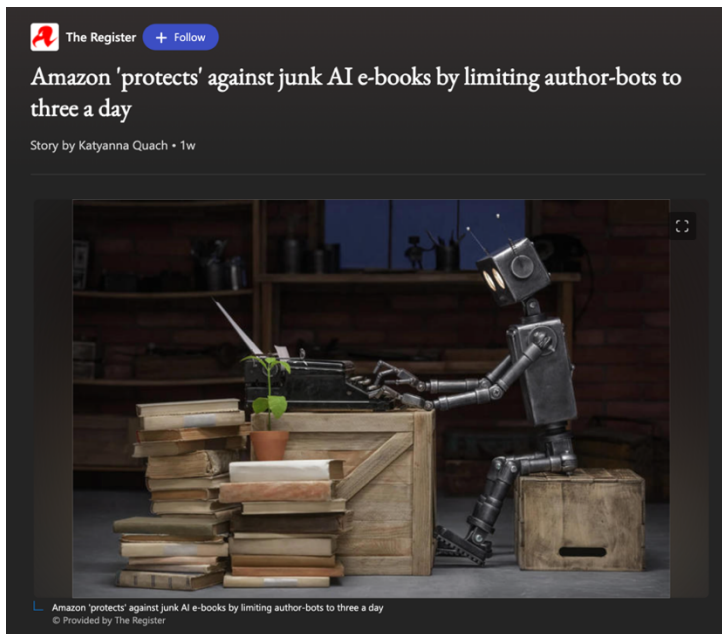 The Register
+ Follow
Amazon 'protects' against junk AI e-books by limiting author-bots to
three a day
Story by Katyanna Quach • 1w
Amazon 'protects' against junk AI e-books by limiting author-bots to three a day
© Provided by The Register